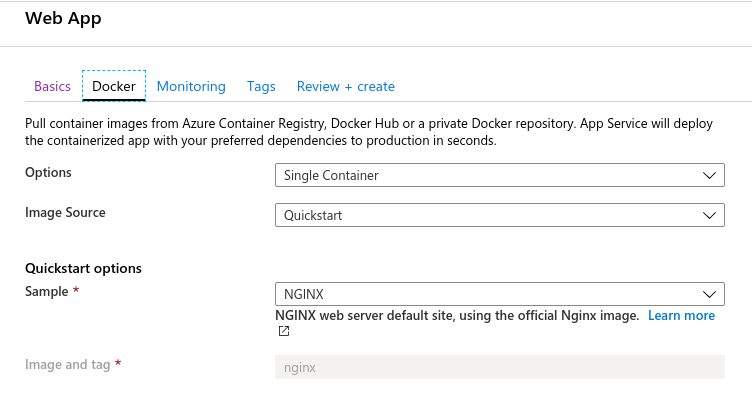 Web App
Basics Docker Monitoring Tags Review + create
Pull container images from Azure Container Registry, Docker Hub or a private Docker repository. App Service will deploy
the containerized app with your preferred dependencies to production in seconds.
Options Single Container
Image Source Quickstart
Quickstart options
Sample * NGINX
NGINX web server default site, using the official Nginx image. Learn more
Image and tag * nginx